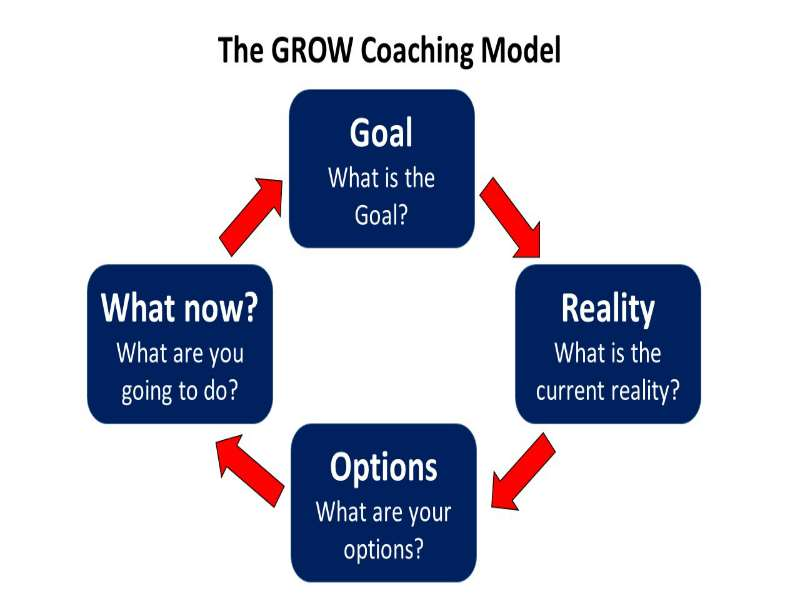 The GROW Coaching Model
Goal
What is the
Goal?
Reality
What is the
current reality?
Options
What are your
options?
What now?
What are you
going to do?